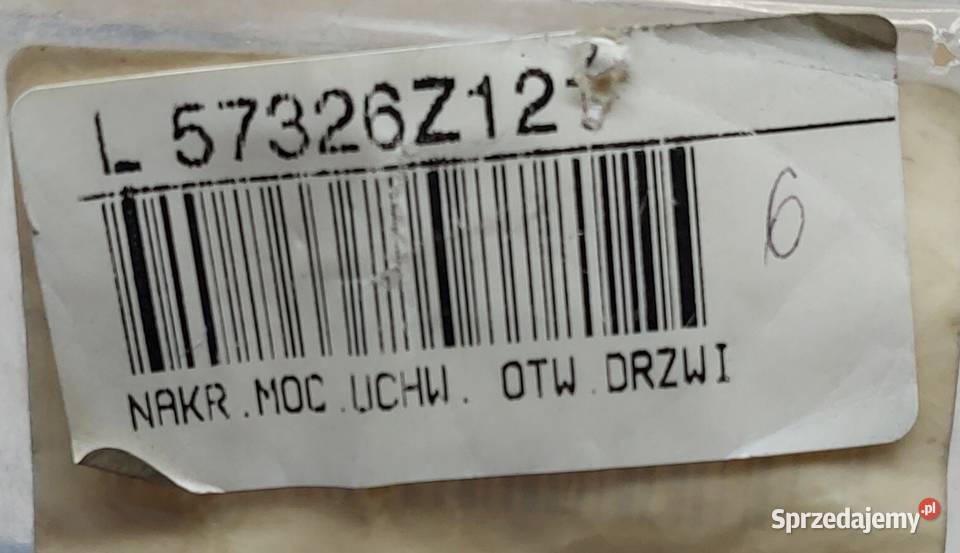 L 57326Z12
6
NAKR.MOC.UCHW. OTW.DRZWI
Sprzedajemy.pl